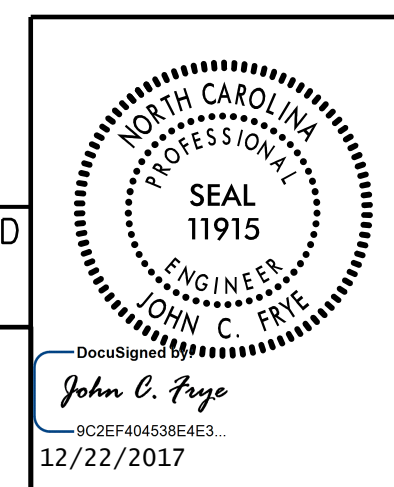 NORTH CAROLINA
PROFESSIONAL
SEAL
11915
ENGINEER
JOHN C. FRYE
D
DocuSigned by:
John C. Frye
9C2EF404538E4E3...
12/22/2017